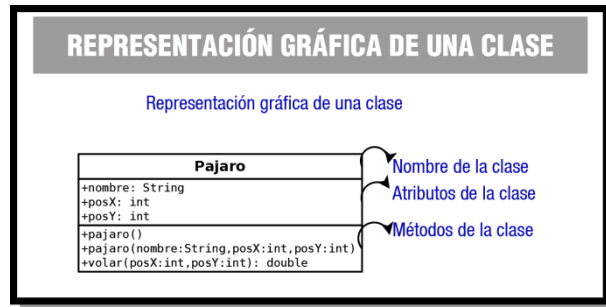 REPRESENTACIÓN GRÁFICA DE UNA CLASE
Representación gráfica de una clase
Pajaro
+nombre: String
+posX: int
+posY: int
+pajaro()
+pajaro(nombre:String,posX:int,posY:int)
+volar(posX:int,posY:int): double
Nombre de la clase
Atributos de la clase
Métodos de la clase